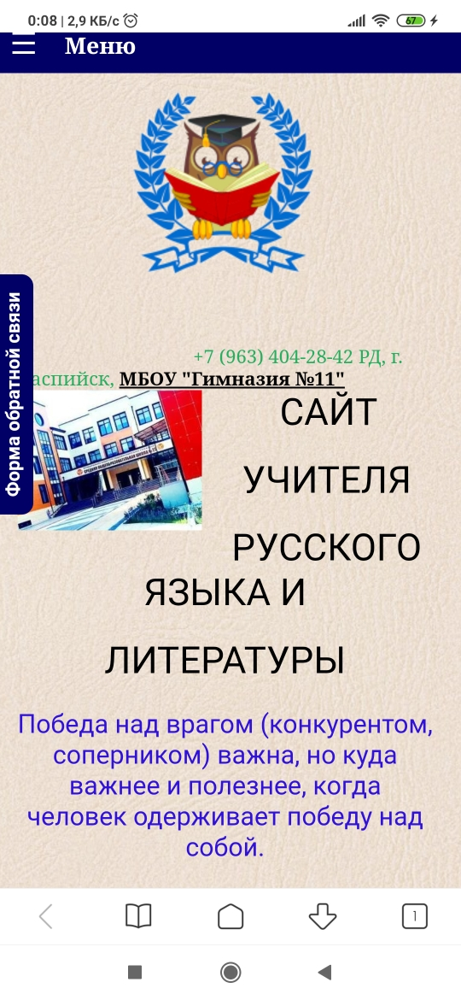 0:08 | 2,9 КБ/с
67
Меню
Форма обратной связи
+7 (963) 404-28-42 РД, г.
аспийск, МБОУ "Гимназия №11"
САЙТ
УЧИТЕЛЯ
РУССКОГО
ЯЗЫКА И
ЛИТЕРАТУРЫ
Победа над врагом (конкурентом,
соперником) важна, но куда
важнее и полезнее, когда
человек одерживает победу над
собой.
1